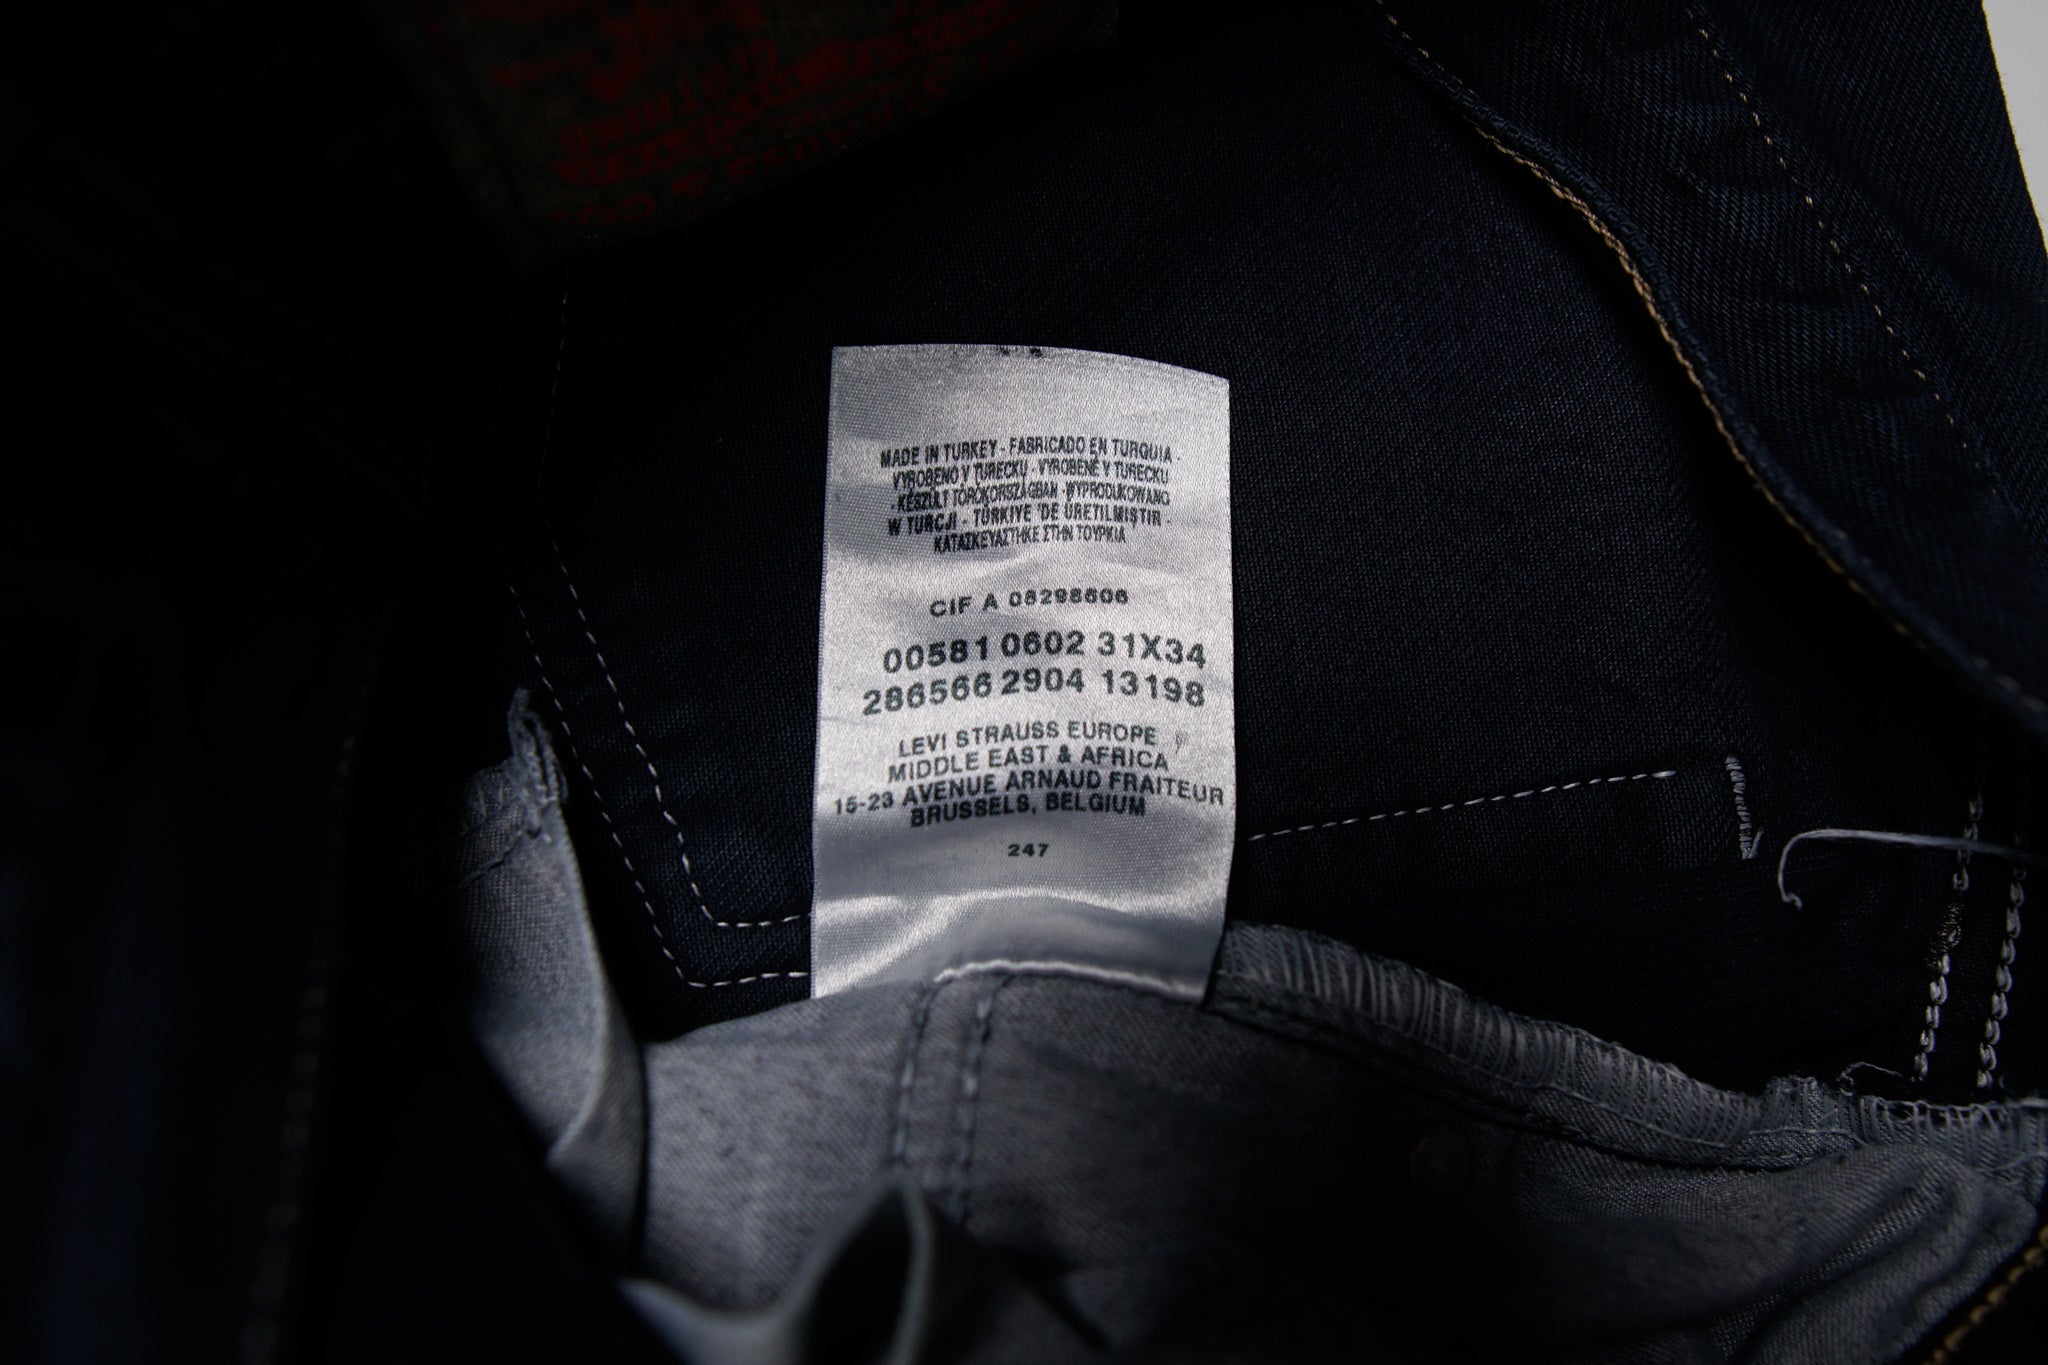 MADE IN TURKEY - FABRICADO EN TURQUIA -
VYROBENO V TURECKU - VYROBENÉ V TURECKU
- KÉSZÜLT TÖRÖKORSZÁGBAN - WYPRODUKOWANO
W TURCJI - TÜRKIYE 'DE ÜRETILMIŞTIR -
ΚΑΤΑΣΚΕΥΑΣΤΗΚΕ ΣΤΗΝ ΤΟΥΡΚΙΑ
CIF A 08298608
00581 0602 31X34
286566 2904 13198
LEVI STRAUSS EUROPE
MIDDLE EAST & AFRICA
15-23 AVENUE ARNAUD FRAITEUR
BRUSSELS, BELGIUM
247